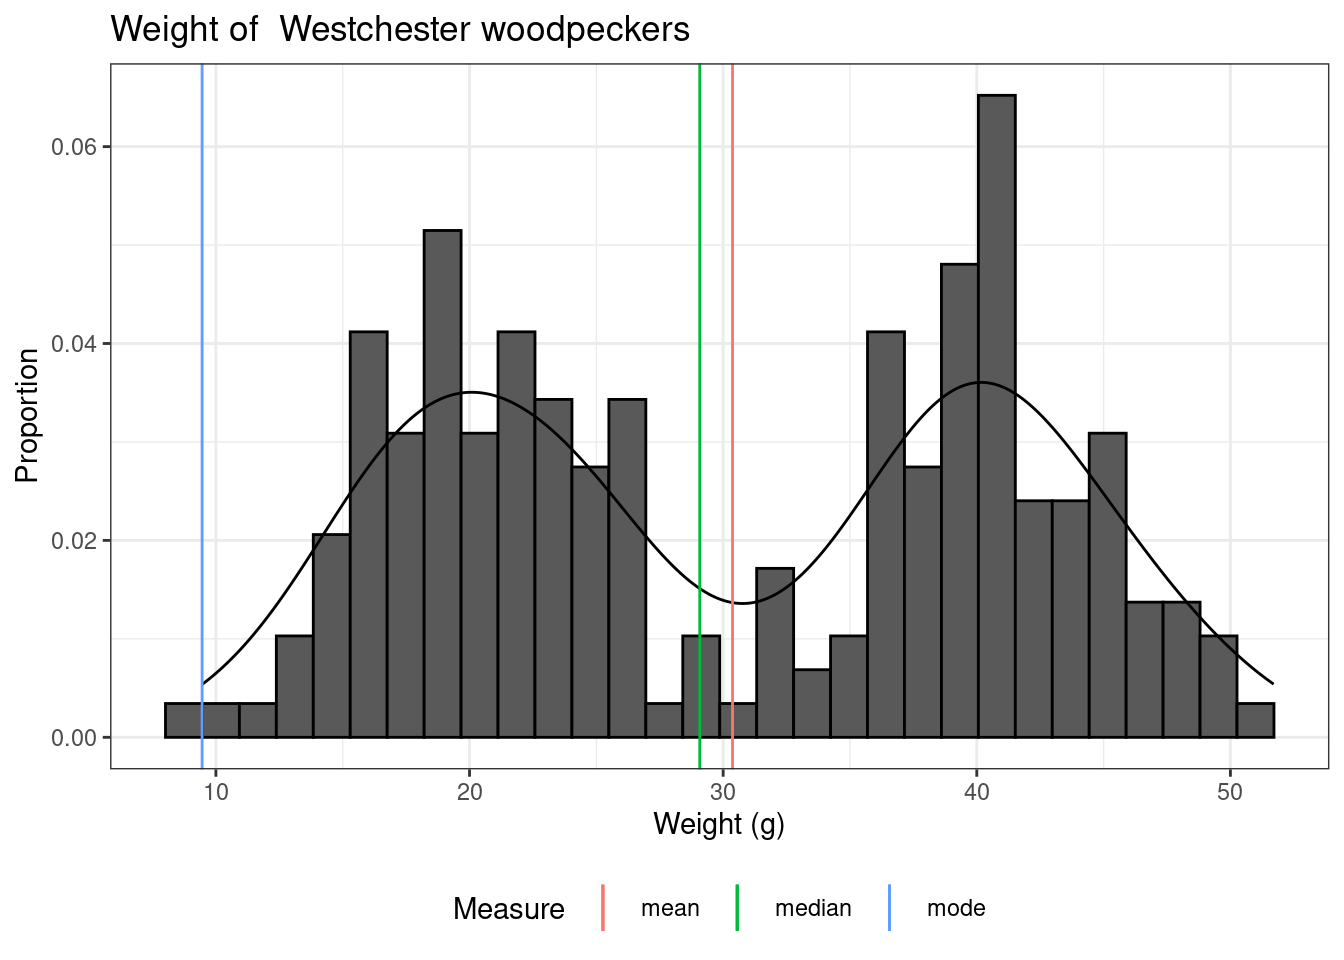 Weight of  Westchester woodpeckers
0.06
0.04
0.02
0.00
Proportion
10 20 30 40 50
Weight (g)
Measure mean median mode